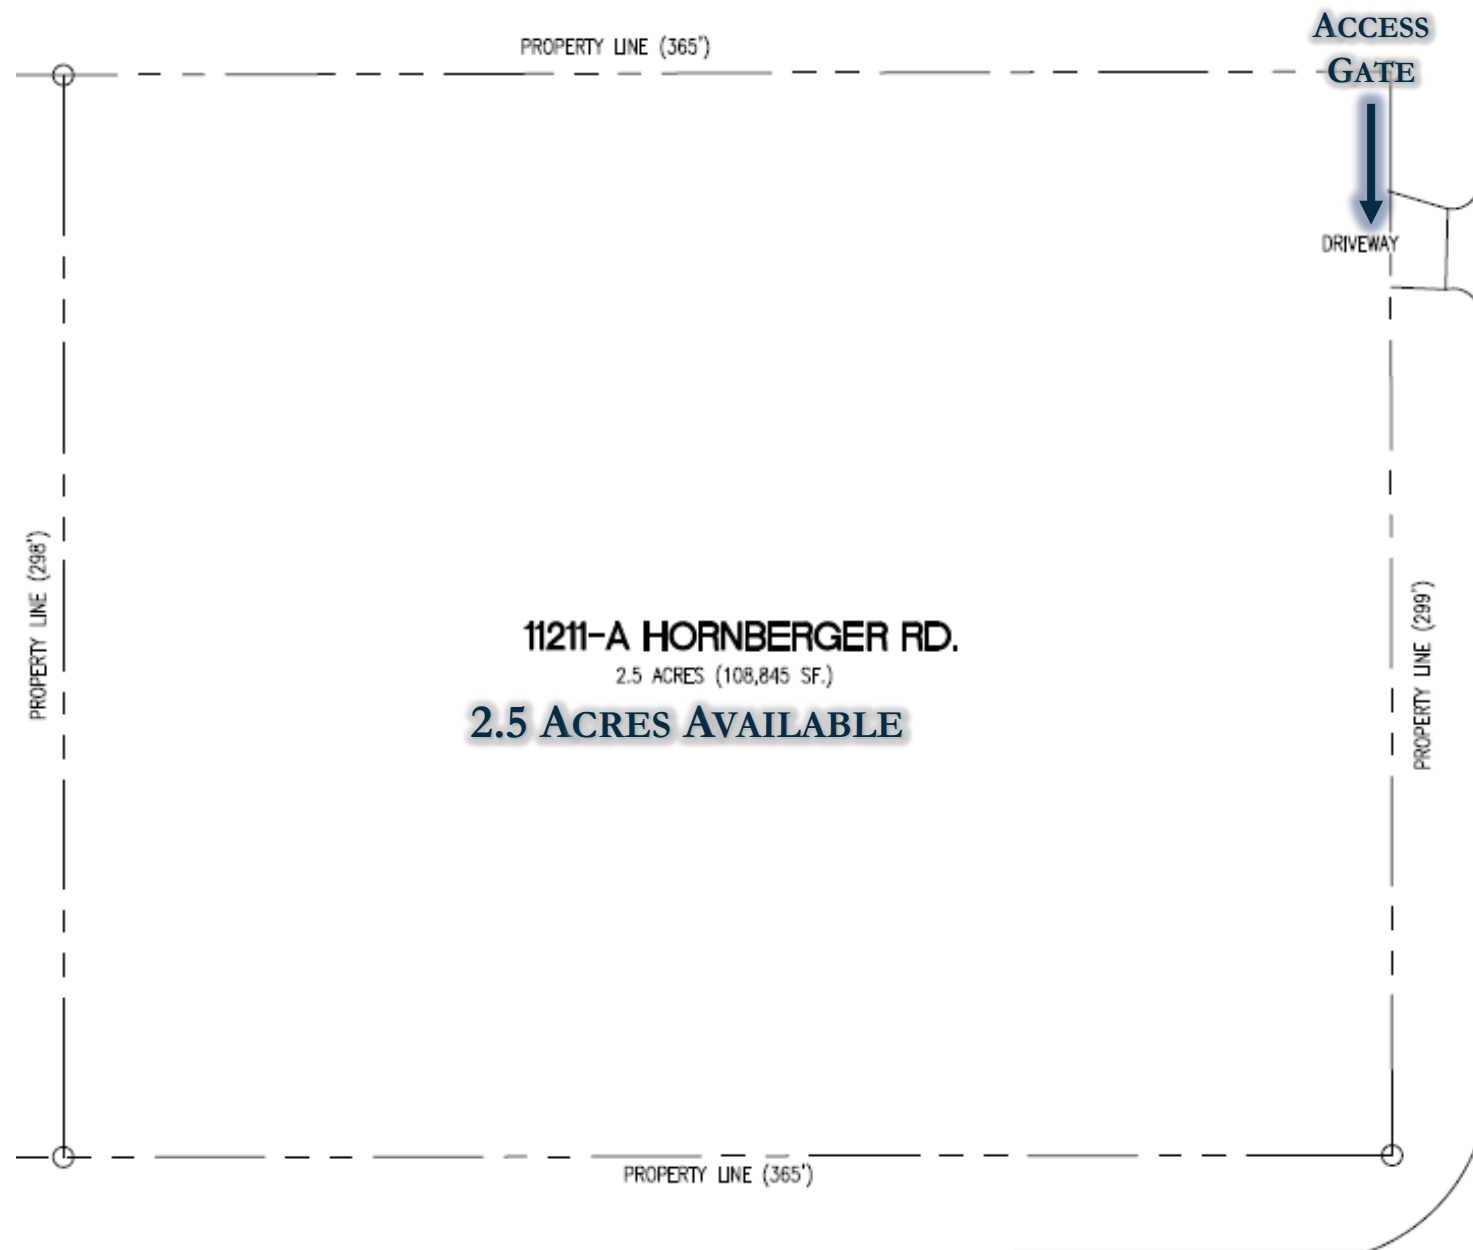 PROPERTY LINE (365')
ACCESS
GATE
DRIVEWAY
PROPERTY LINE (298')
PROPERTY LINE (299')
11211-A HORNBERGER RD.
2.5 ACRES (108,845 SF.)
2.5 ACRES AVAILABLE
PROPERTY LINE (365')